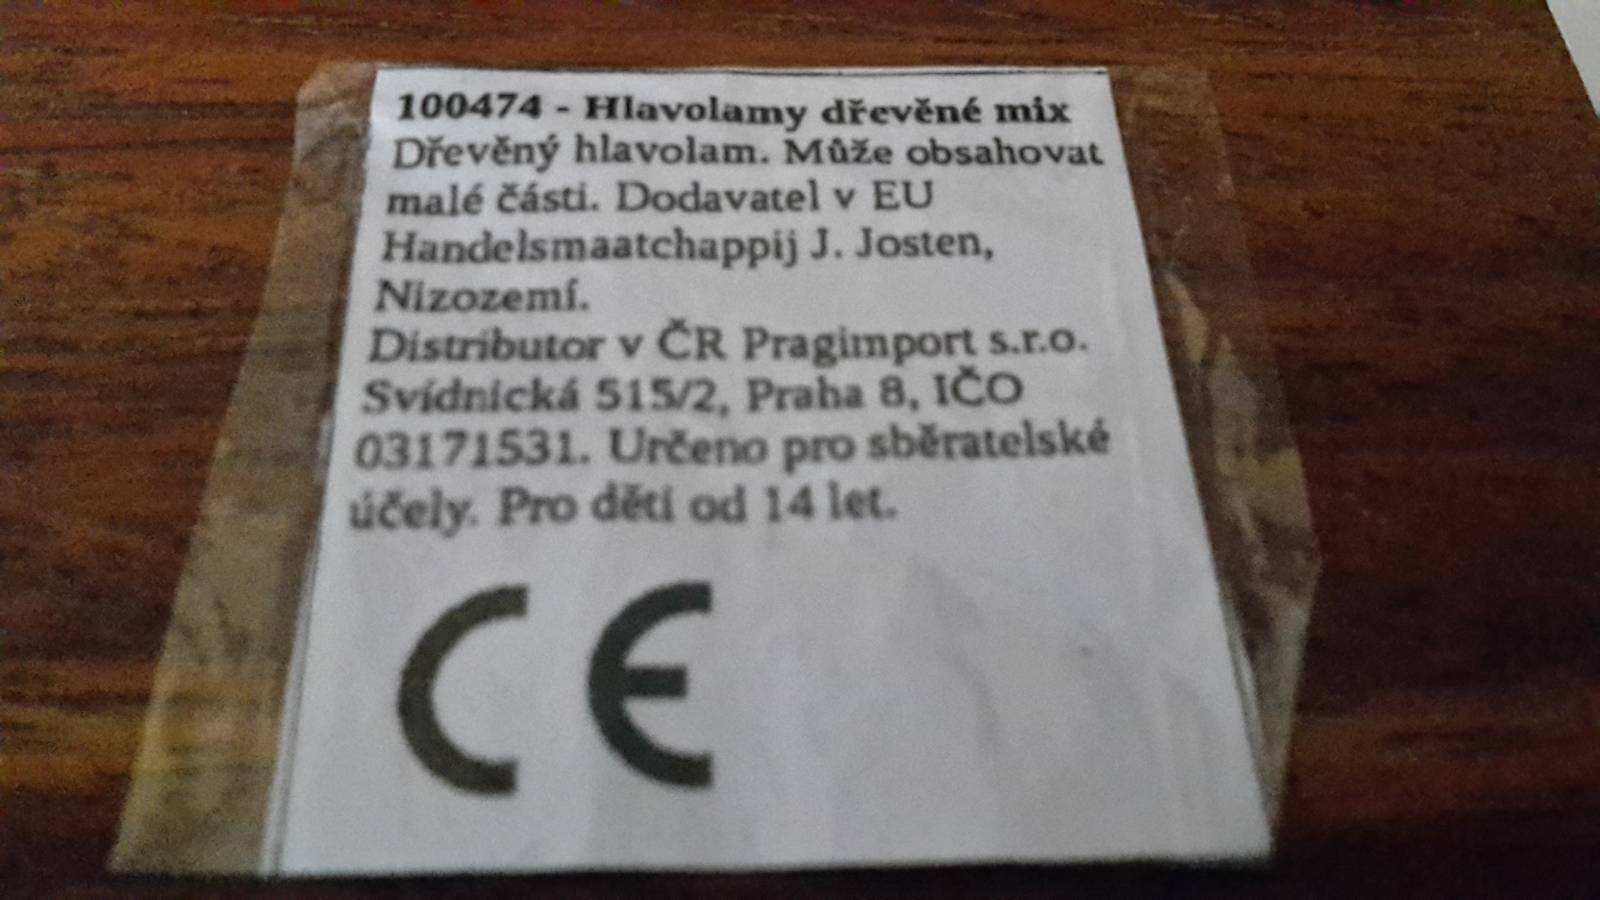 100474 - Hlavolamy dřevěné mix
Dřevěný hlavolam. Může obsahovat
malé části. Dodavatel v EU
Handelsmaatchappij J. Josten,
Nizozemí.
Distributor v ČR Pragimport s.r.o.
Svídnická 515/2, Praha 8, IČO
03171531. Určeno pro sběratelské
účely. Pro děti od 14 let.
CE